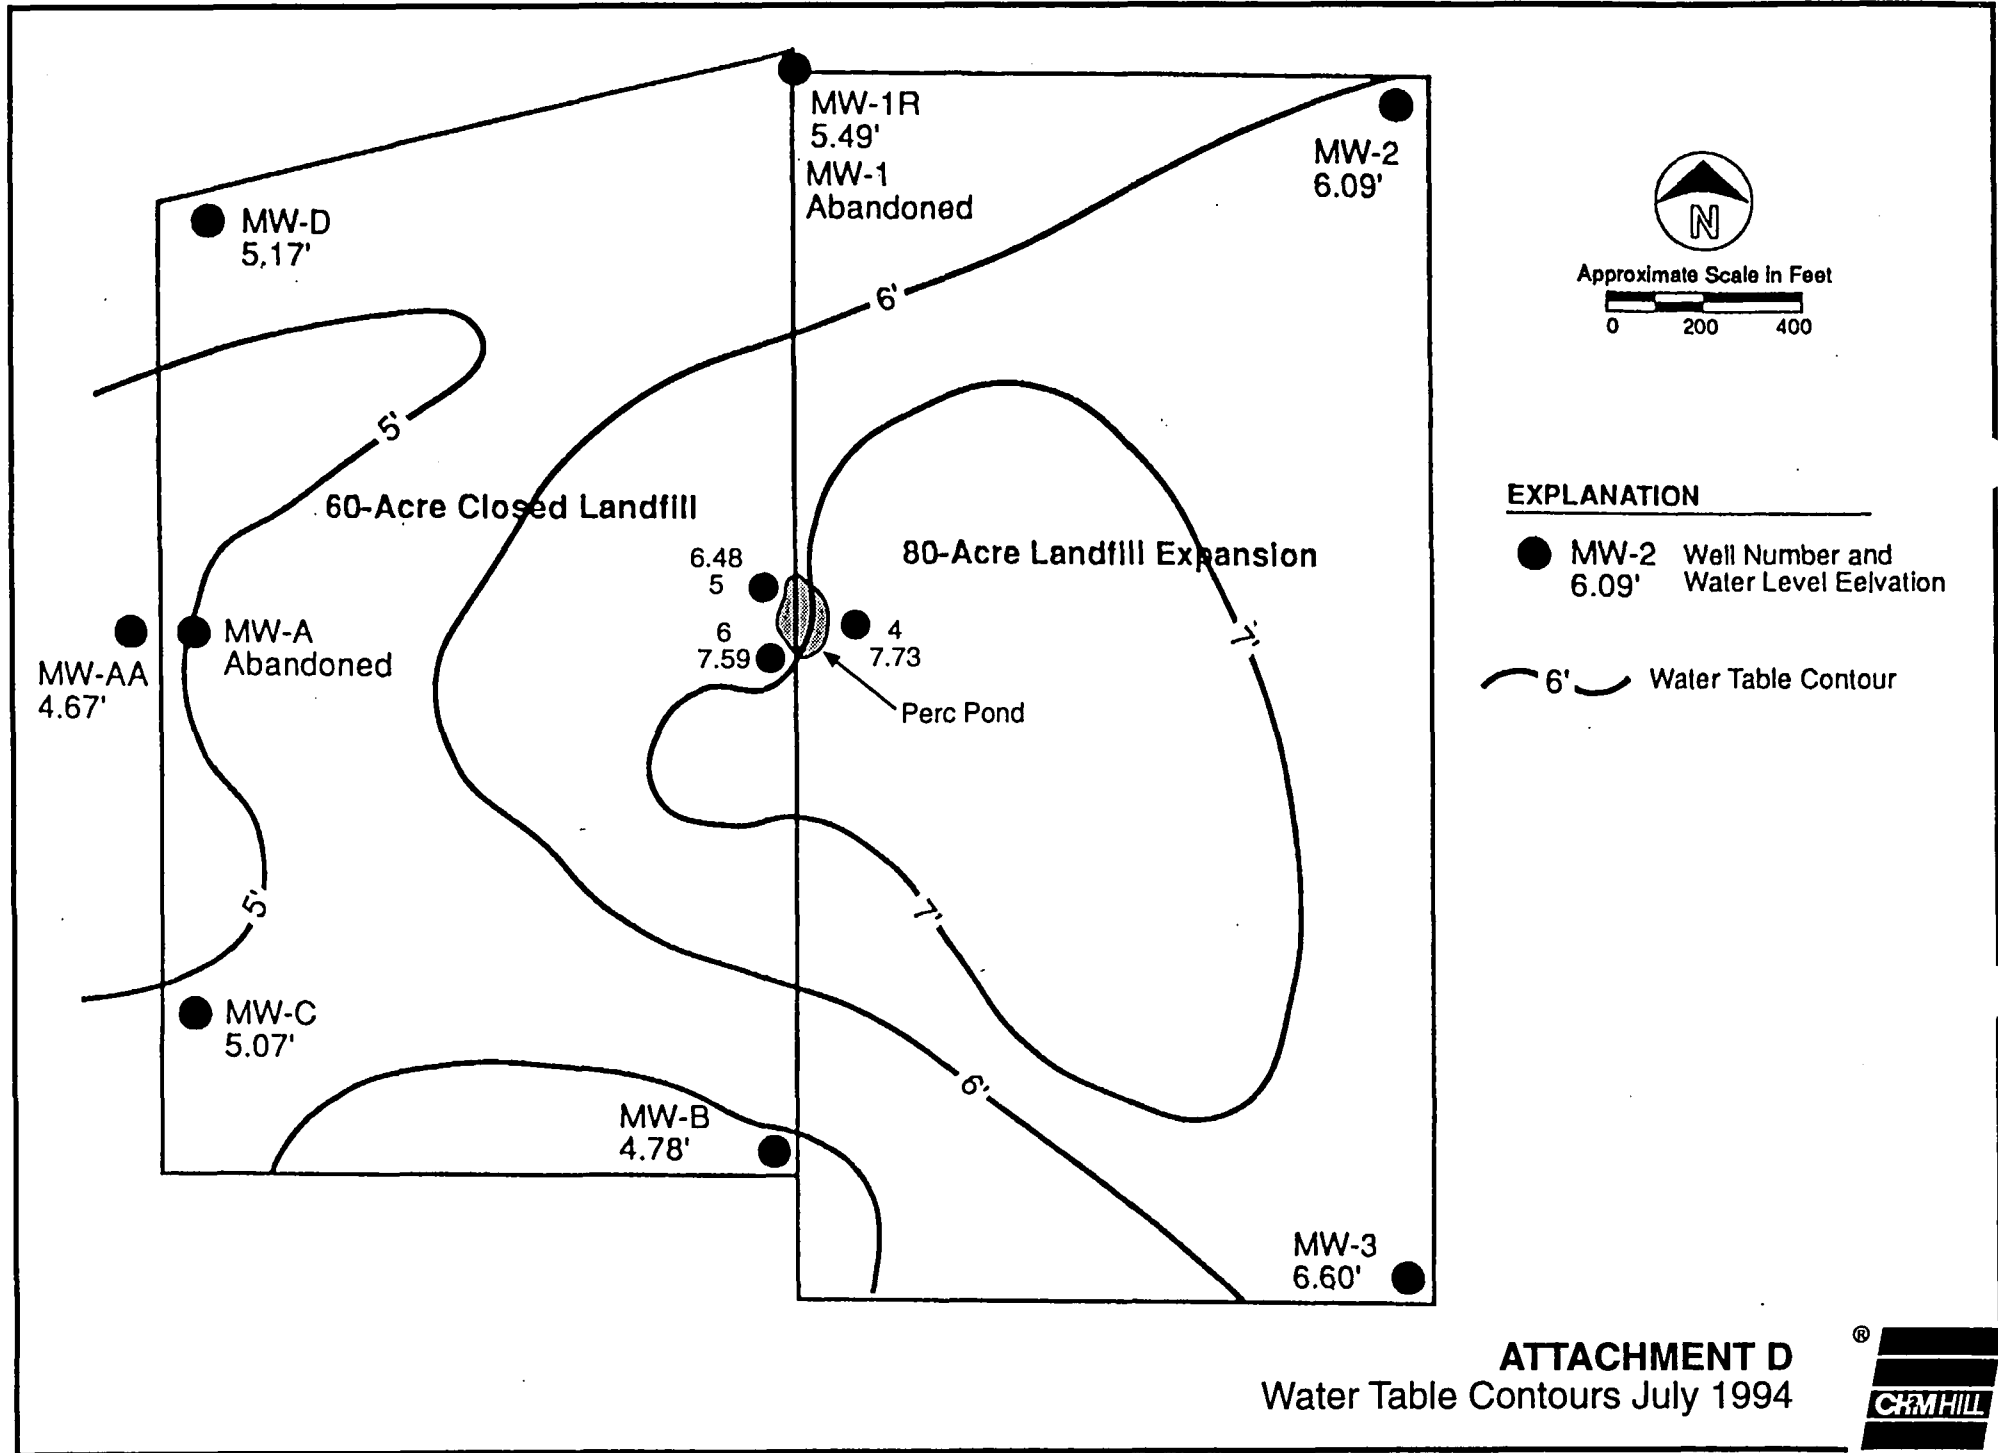 MW-1R
5.49'
MW-1
Abandoned
MW-2
6.09'
MW-D
5.17'
N
Approximate Scale in Feet
0 200 400
6'
5'
60-Acre Closed Landfill
80-Acre Landfill Expansion
EXPLANATION
MW-2 Well Number and
6.09' Water Level Eelvation
6' Water Table Contour
6.48
5
6
7.59
4
7.73
Perc Pond
7'
MW-A
Abandoned
MW-AA
4.67'
5'
7'
MW-C
5.07'
6'
MW-B
4.78'
MW-3
6.60'
ATTACHMENT D
Water Table Contours July 1994
®
CH2M HILL